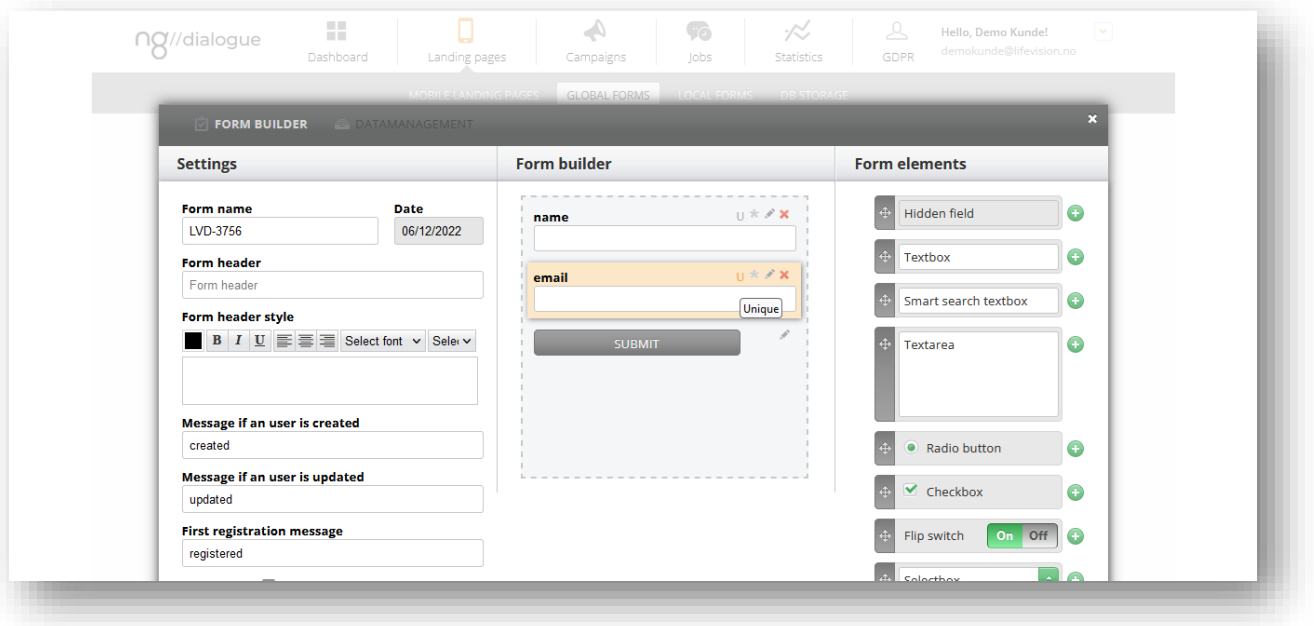 ng//dialogue
Dashboard
Landing pages
Campaigns
Jobs
Statistics
GDPR
Hello, Demo Kunde!
demokunde@lifevision.no
MOBILE LANDING PAGES
GLOBAL FORMS
LOCAL FORMS
DB STORAGE
FORM BUILDER
DATAMANAGEMENT
Settings
Form name
Date
LVD-3756
06/12/2022
Form header
Form header
Form header style
B I U Select font Selec
Message if an user is created
created
Message if an user is updated
updated
First registration message
registered
Form builder
name
U
email
U
Unique
SUBMIT
Form elements
Hidden field
Textbox
Smart search textbox
Textarea
Radio button
Checkbox
Flip switch
On Off
Selectbox